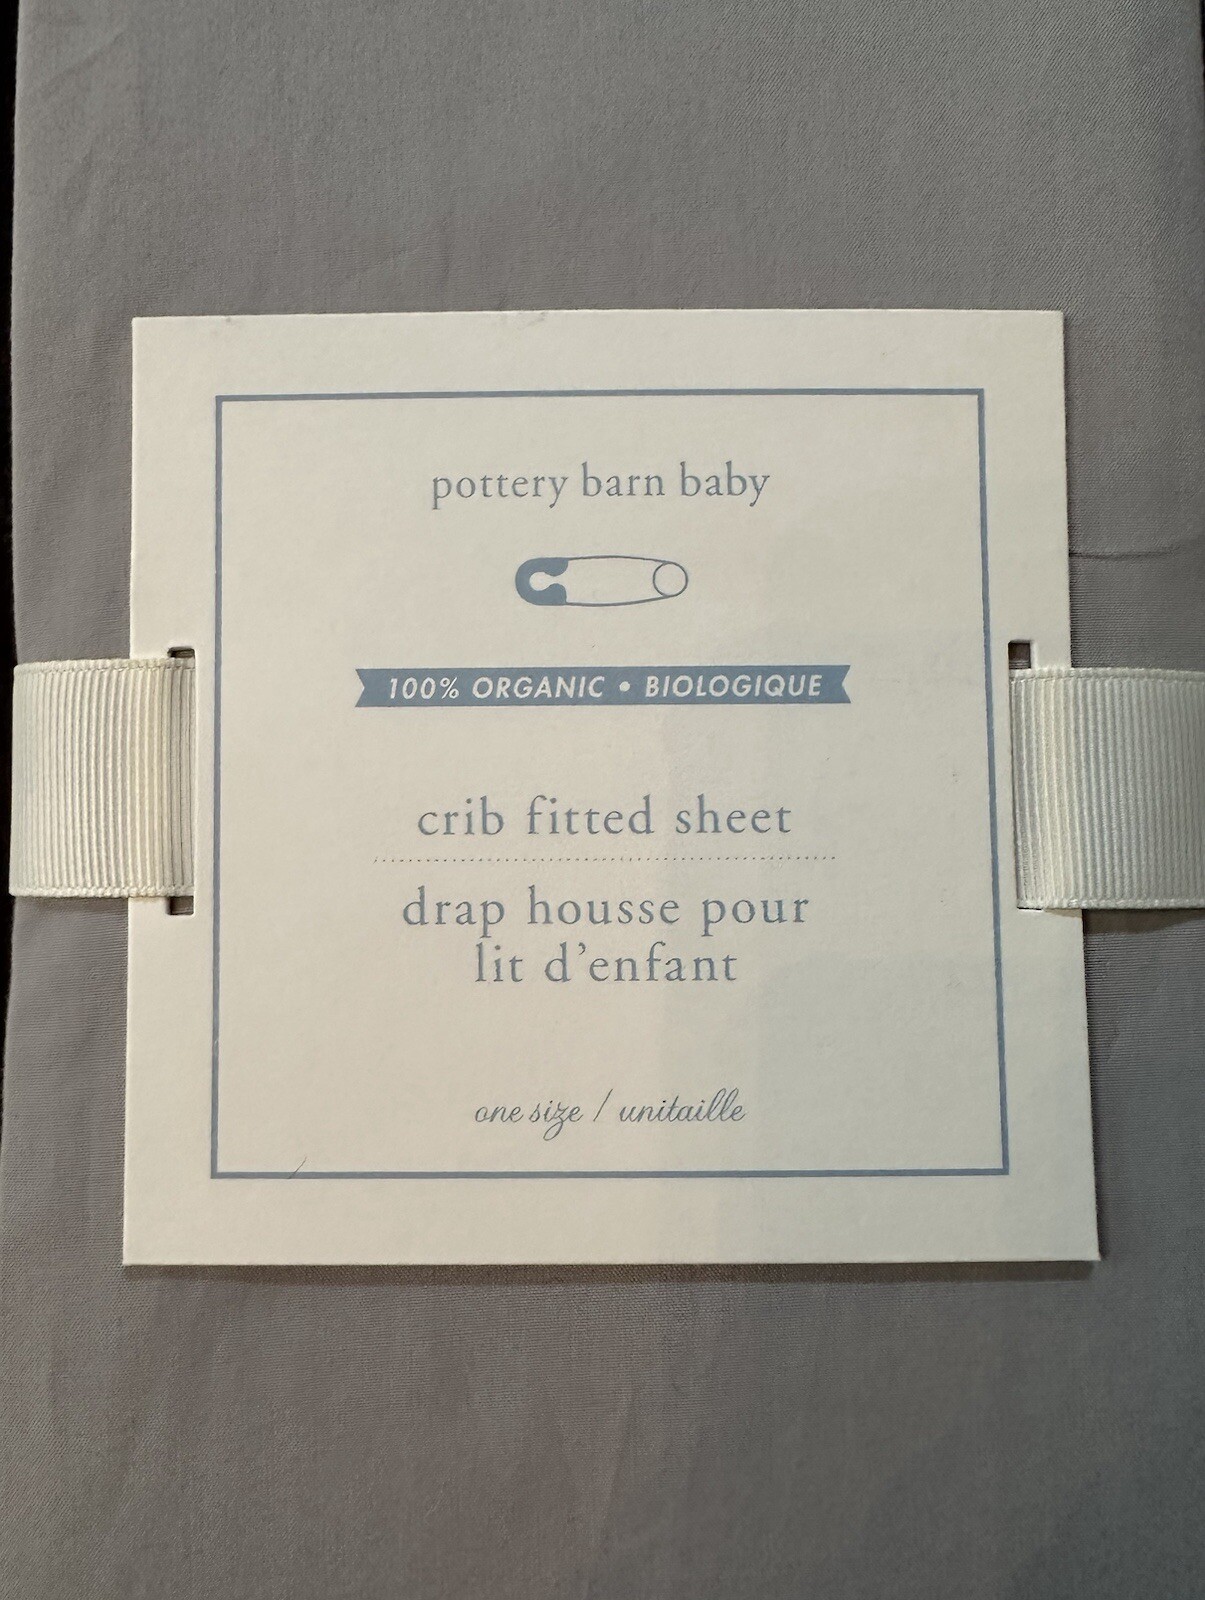 pottery barn baby
100% ORGANIC • BIOLOGIQUE
crib fitted sheet
drap housse pour
lit d'enfant
one size / unitaille